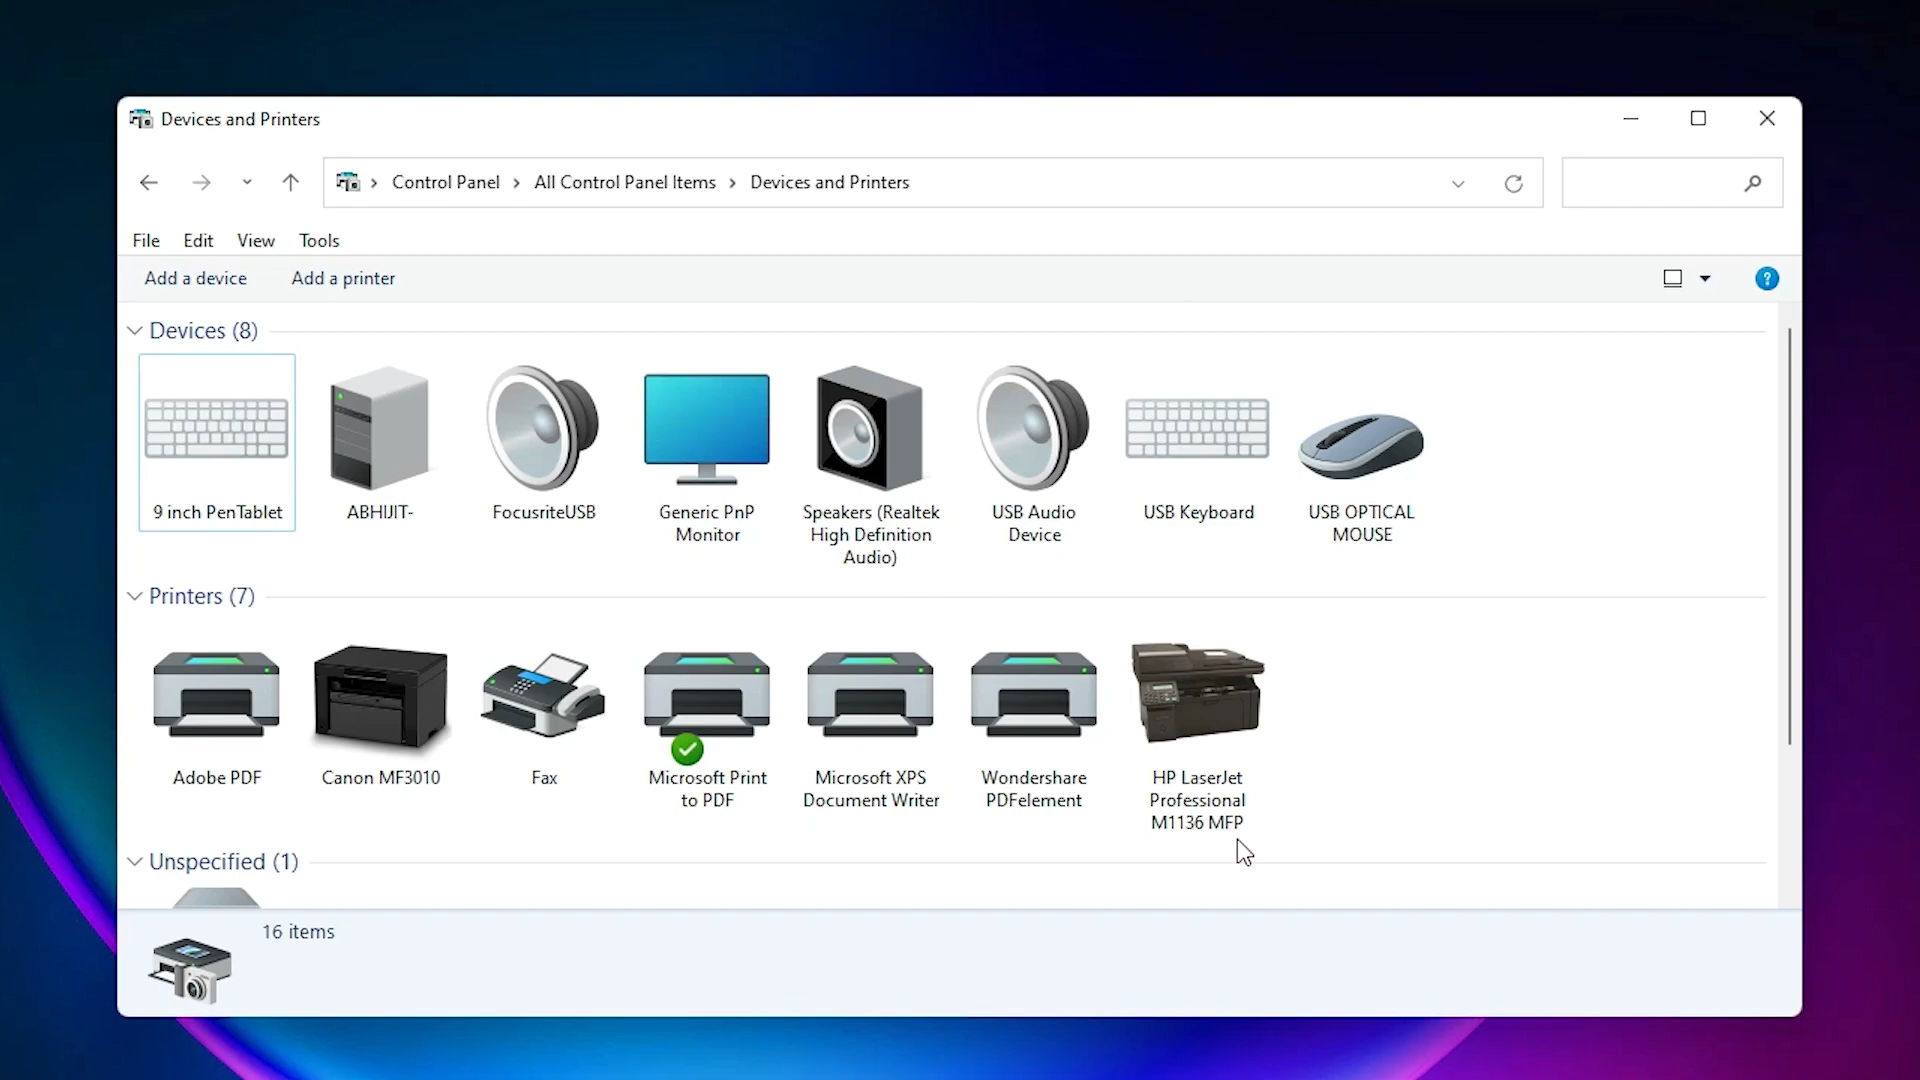 Devices and Printers
Control Panel > All Control Panel Items > Devices and Printers
File Edit View Tools
Add a device Add a printer
Devices (8)
9 inch PenTablet
ABHIJIT-
FocusriteUSB
Generic PnP
Monitor
Speakers (Realtek
High Definition
Audio)
USB Audio
Device
USB Keyboard
USB OPTICAL
MOUSE
Printers (7)
Adobe PDF
Canon MF3010
Fax
Microsoft Print
to PDF
Microsoft XPS
Document Writer
Wondershare
PDFelement
HP LaserJet
Professional
M1136 MFP
Unspecified (1)
16 items